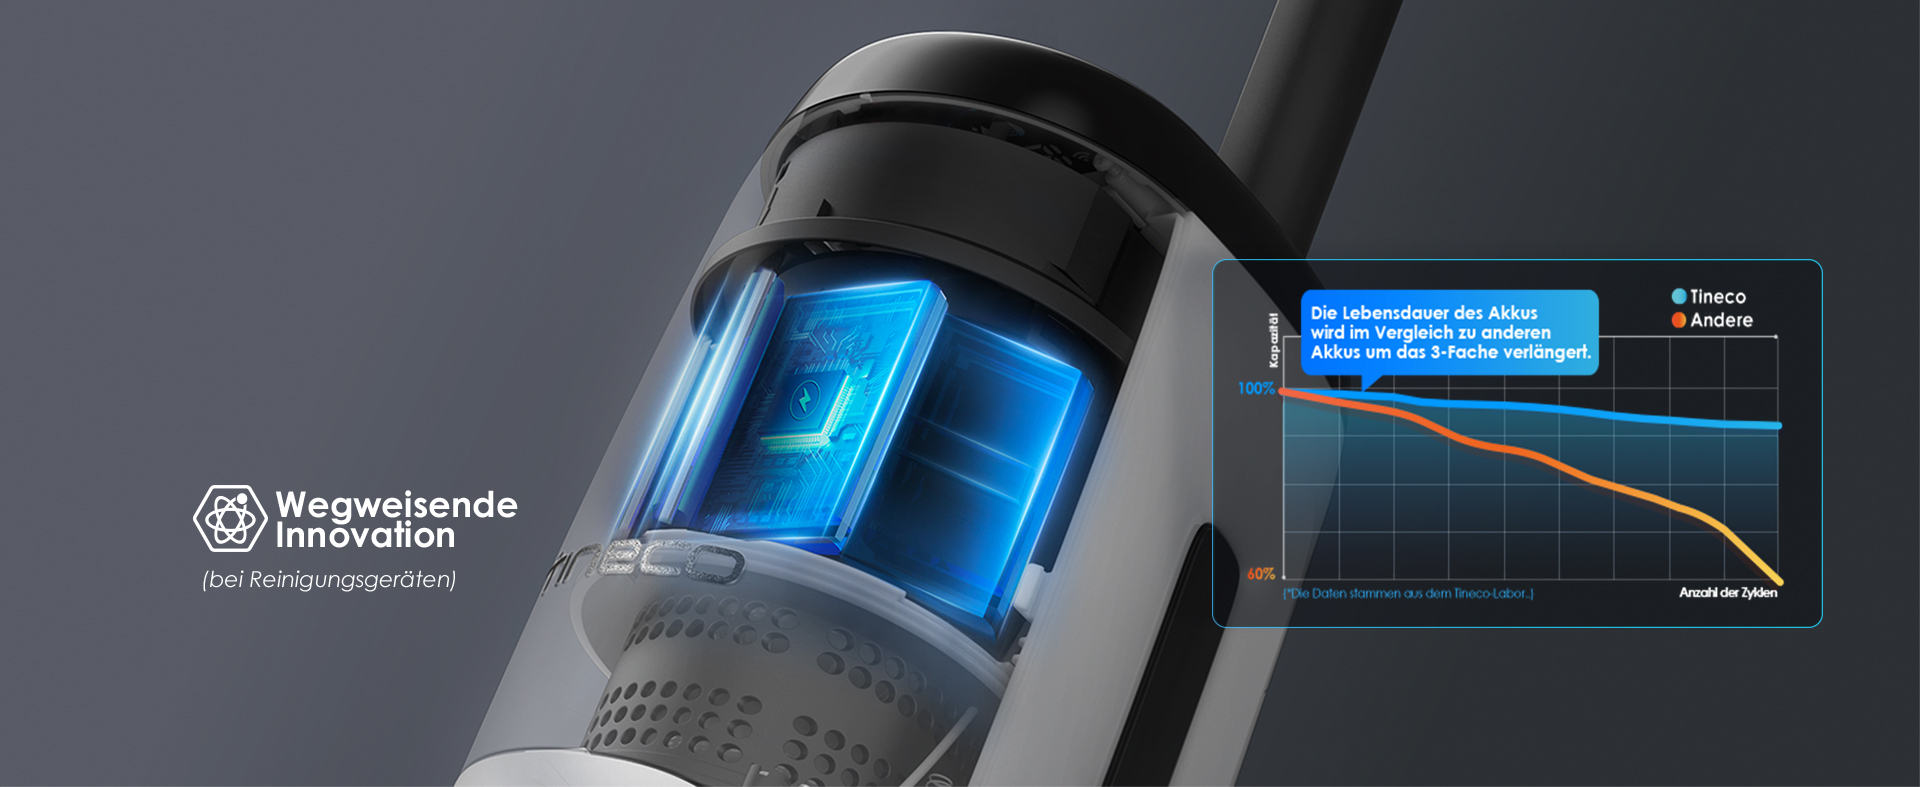 Wegweisende
Innovation
(bei Reinigungsgeräten)
tineco
Kapazität
Die Lebensdauer des Akkus
wird im Vergleich zu anderen
Akkus um das 3-Fache verlängert.
Tineco
Andere
100%
60%
(*Die Daten stammen aus dem Tineco-Labor..)
Anzahl der Zyklen